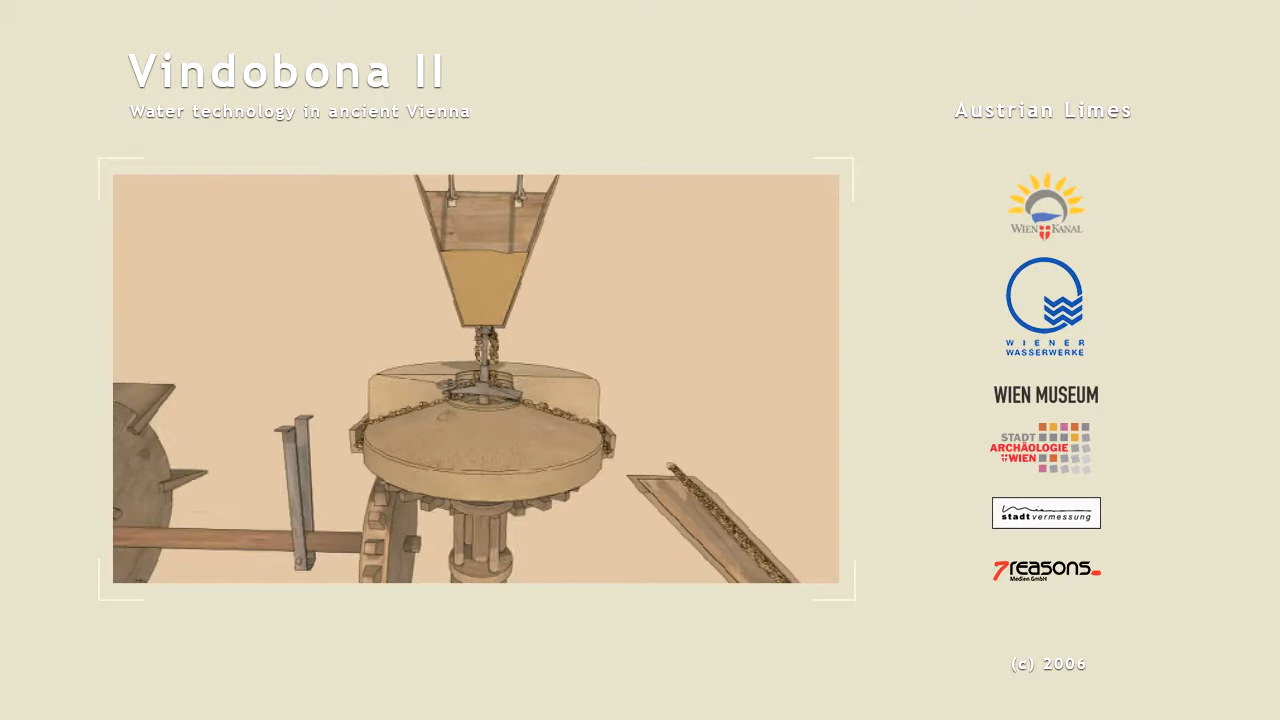 Vindobona II
Water technology in ancient Vienna
Austrian Limes
WIEN KANAL
WIENER
WASSERWERKE
WIEN MUSEUM
STADT
ARCHÄOLOGIE
WIEN
stadtvermessung
7reasons
Medien GmbH
(c) 2006